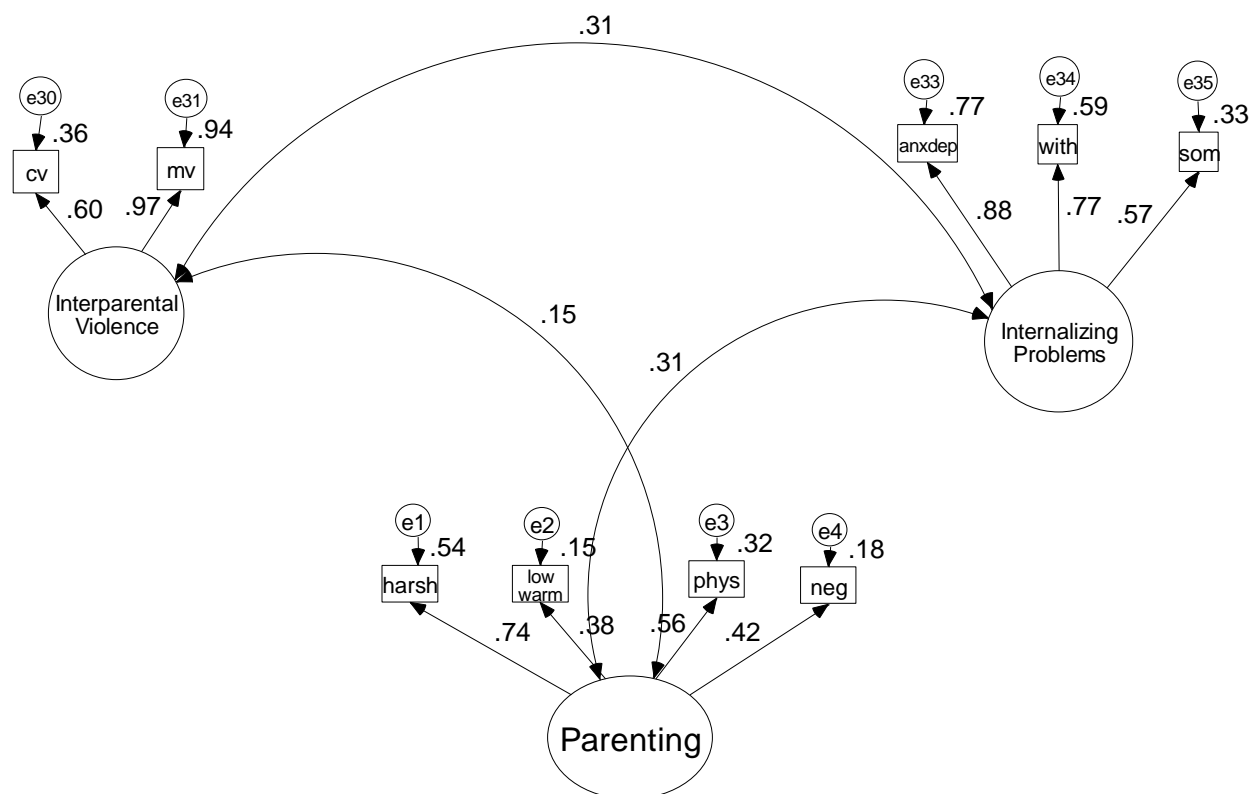 .31
e30
e31
e33
e34
e35
.36
.94
.77
.59
.33
cv
mv
anxdep
with
som
.60
.97
.88
.77
.57
Interparental
Violence
Internalizing
Problems
.15
.31
e1
e2
e3
e4
.54
.15
.32
.18
harsh
low
warm
phys
neg
.74
.38
.56
.42
Parenting